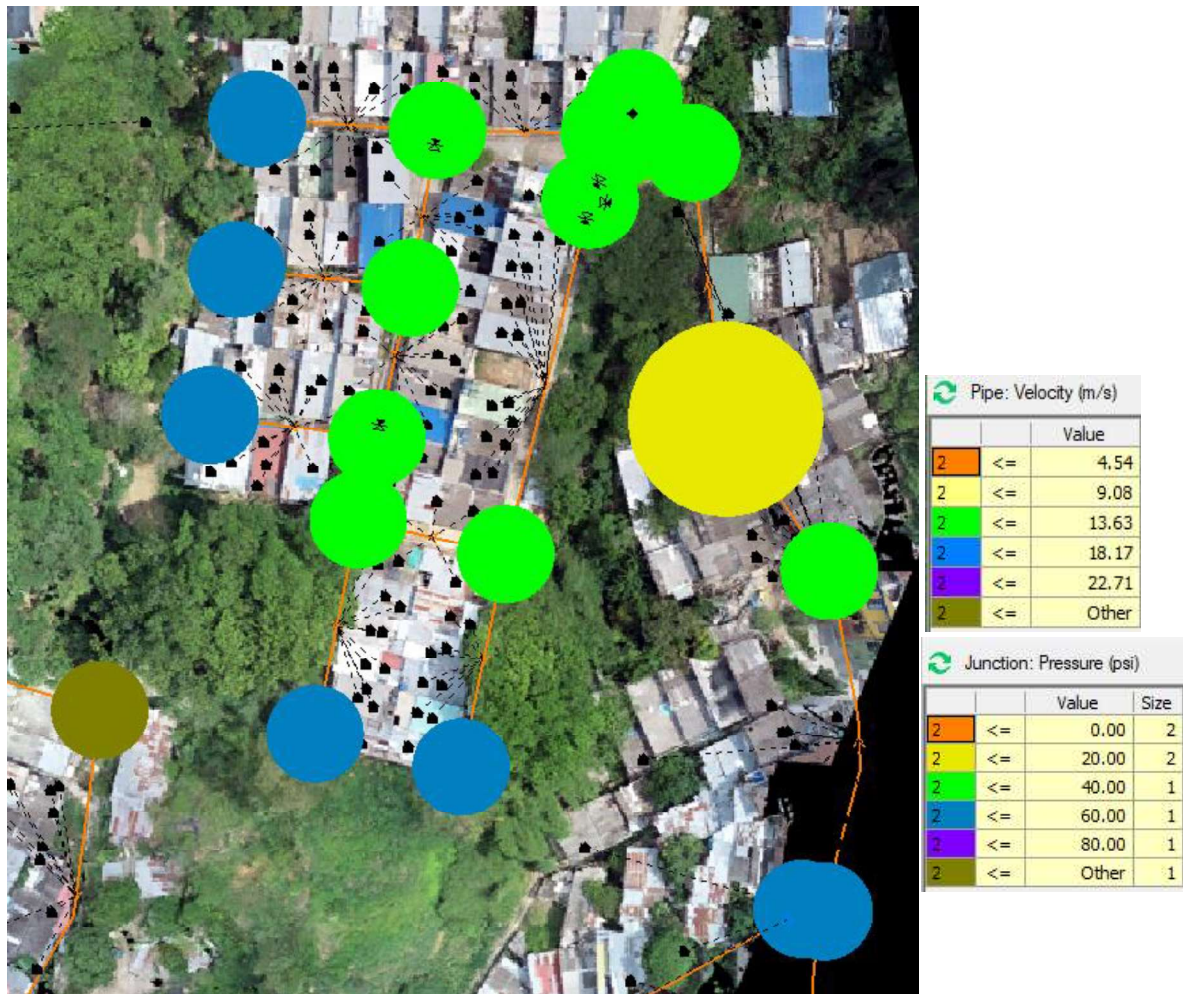 Pipe: Velocity (m/s)
Value
2 <= 4.54
2 <= 9.08
2 <= 13.63
2 <= 18.17
2 <= 22.71
2 <= Other
Junction: Pressure (psi)
Value Size
2 <= 0.00 2
2 <= 20.00 2
2 <= 40.00 1
2 <= 60.00 1
2 <= 80.00 1
2 <= Other 1